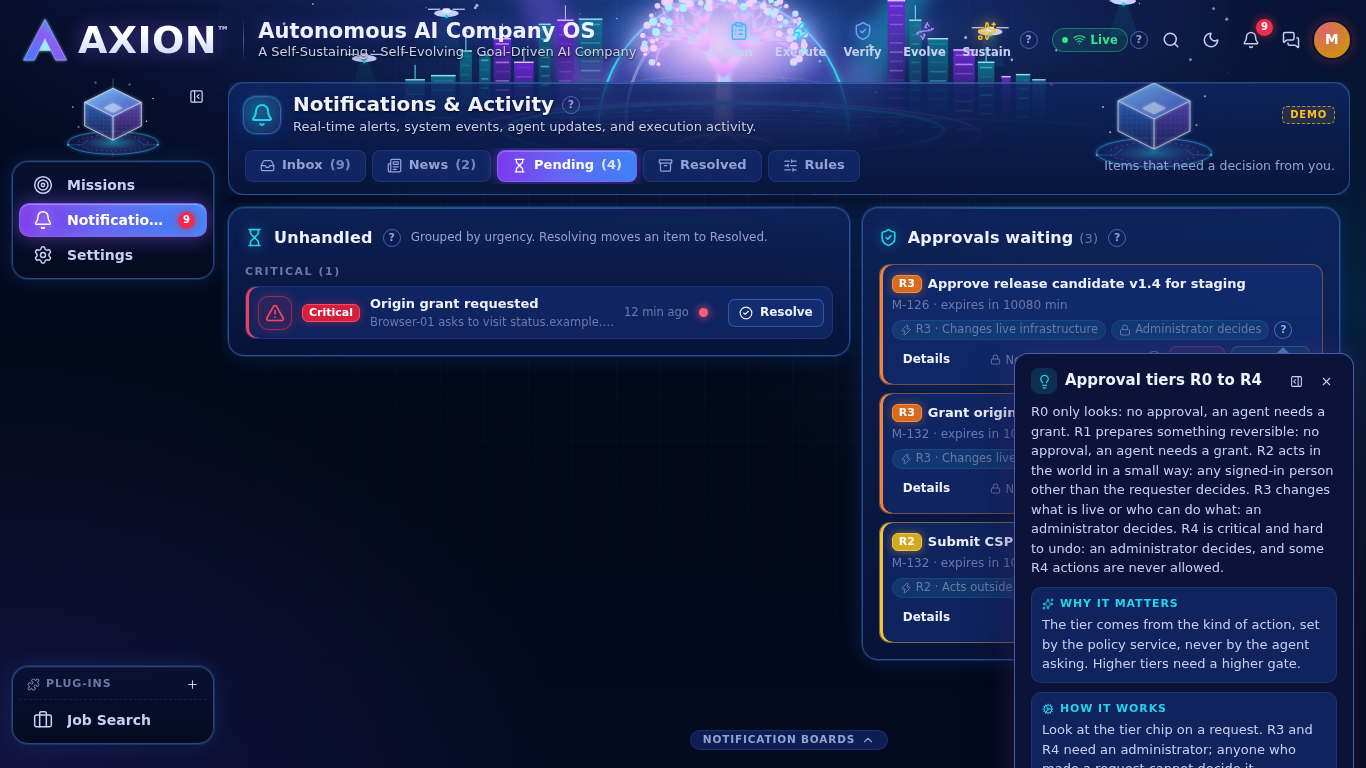 AXION™
Autonomous AI Company OS
A Self-Sustaining · Self-Evolving · Goal-Driven AI Company
Execute
Verify
Evolve
Sustain
?
Live
?
9
M
Notifications & Activity ?
Real-time alerts, system events, agent updates, and execution activity.
DEMO
Inbox (9)
News (2)
Pending (4)
Resolved
Rules
Items that need a decision from you.
Missions
Notificatio... 9
Settings
PLUG-INS +
Job Search
Unhandled ? Grouped by urgency. Resolving moves an item to Resolved.
CRITICAL (1)
Critical
Origin grant requested
Browser-01 asks to visit status.example....
12 min ago
Resolve
Approvals waiting (3) ?
R3 Approve release candidate v1.4 for staging
M-126 · expires in 10080 min
R3 · Changes live infrastructure
Administrator decides
?
Details
R3 Grant origin
M-132 · expires in 10
R3 · Changes live
Details
R2 Submit CSP
M-132 · expires in 10
R2 · Acts outside
Details
Approval tiers R0 to R4
R0 only looks: no approval, an agent needs a
grant. R1 prepares something reversible: no
approval, an agent needs a grant. R2 acts in
the world in a small way: any signed-in person
other than the requester decides. R3 changes
what is live or who can do what: an
administrator decides. R4 is critical and hard
to undo: an administrator decides, and some
R4 actions are never allowed.
WHY IT MATTERS
The tier comes from the kind of action, set
by the policy service, never by the agent
asking. Higher tiers need a higher gate.
HOW IT WORKS
Look at the tier chip on a request. R3 and
R4 need an administrator; anyone who
made a request cannot decide it
NOTIFICATION BOARDS